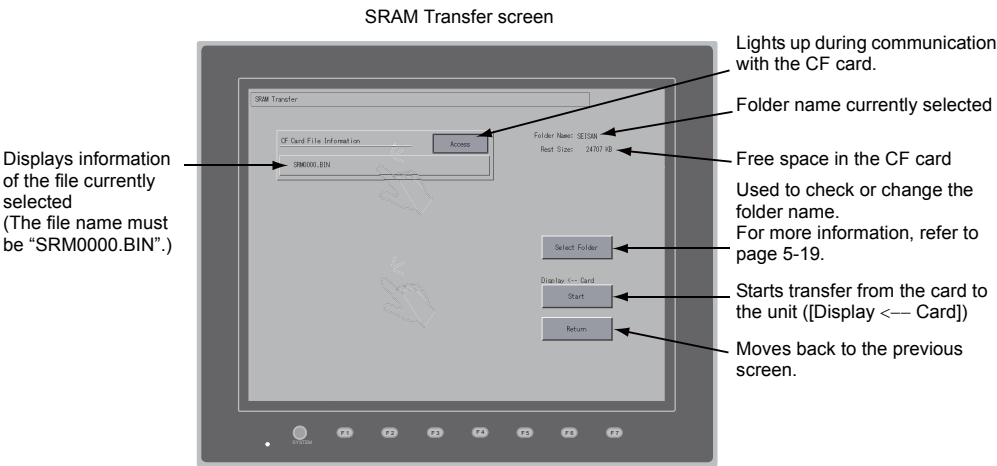 SRAM Transfer screen
Lights up during communication
with the CF card.
Folder name currently selected
Free space in the CF card
Used to check or change the
folder name.
For more information, refer to
page 5-19.
Starts transfer from the card to
the unit ([Display <−− Card])
Moves back to the previous
screen.
Displays information
of the file currently
selected
(The file name must
be “SRM0000.BIN”.)
SRAM Transfer
CF Card File Information
Access
SRM0000.BIN
Folder Name: SEISAN
Rest Size: 24707 KB
Select Folder
Display <-- Card
Start
Return
SYSTEM
F1 F2 F3 F4 F5 F6 F7